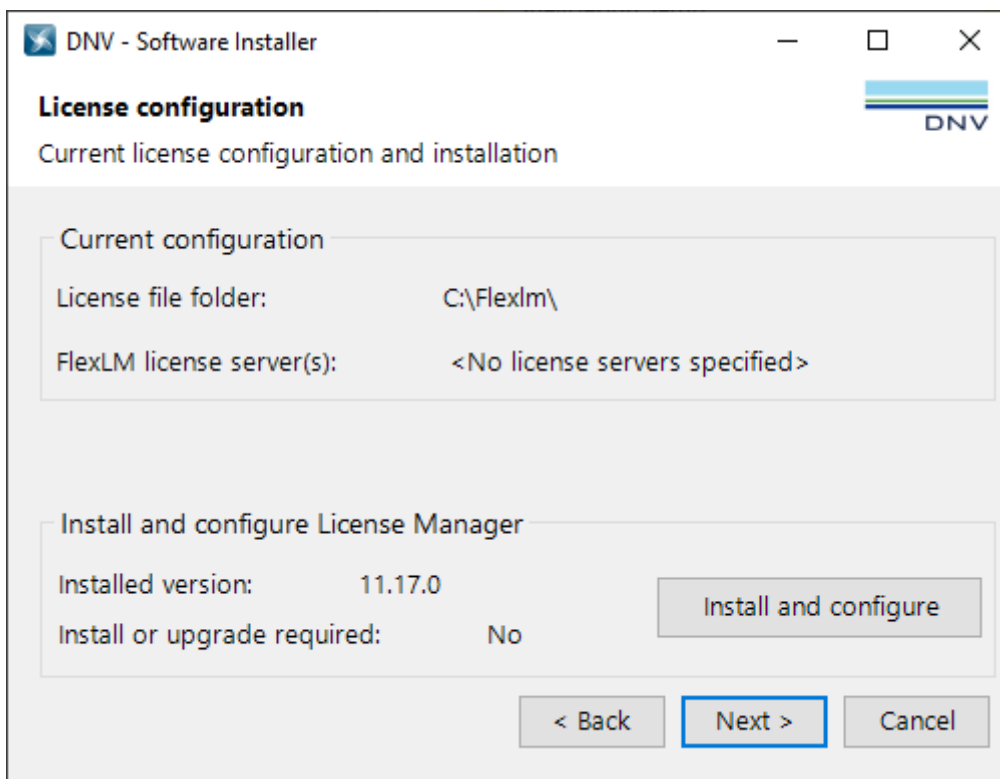 DNV - Software Installer
License configuration
DNV
Current license configuration and installation
Current configuration
License file folder: C:\Flexlm\
FlexLM license server(s): <No license servers specified>
Install and configure License Manager
Installed version: 11.17.0
Install and configure
Install or upgrade required: No
< Back Next > Cancel